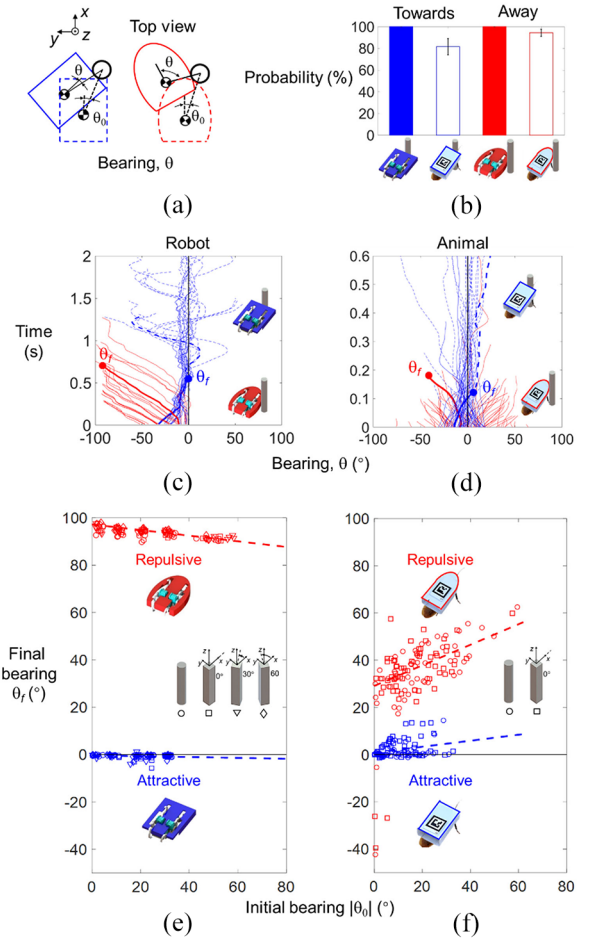 x
y
z
Top view
θ
θ₀
θ
θ₀
Bearing, θ
(a)
Towards Away
Probability (%)
100
80
60
40
20
0
(b)
Robot
Time
(s)
2
1.5
1
0.5
0
θf
θf
-100 -50 0 50 100
(c)
Animal
0.6
0.5
0.4
0.3
0.2
0.1
0
θf
θf
-100 -50 0 50 100
(d)
Bearing, θ (°)
Final
bearing
θf (°)
100
80
60
40
20
0
-20
-40
Repulsive
z z z
y x y x y x
0° 30° 60
Attractive
0 20 40 60 80
(e)
100
80
60
40
20
0
-20
-40
Repulsive
z
y x
0°
Attractive
0 20 40 60 80
(f)
Initial bearing |θ₀| (°)